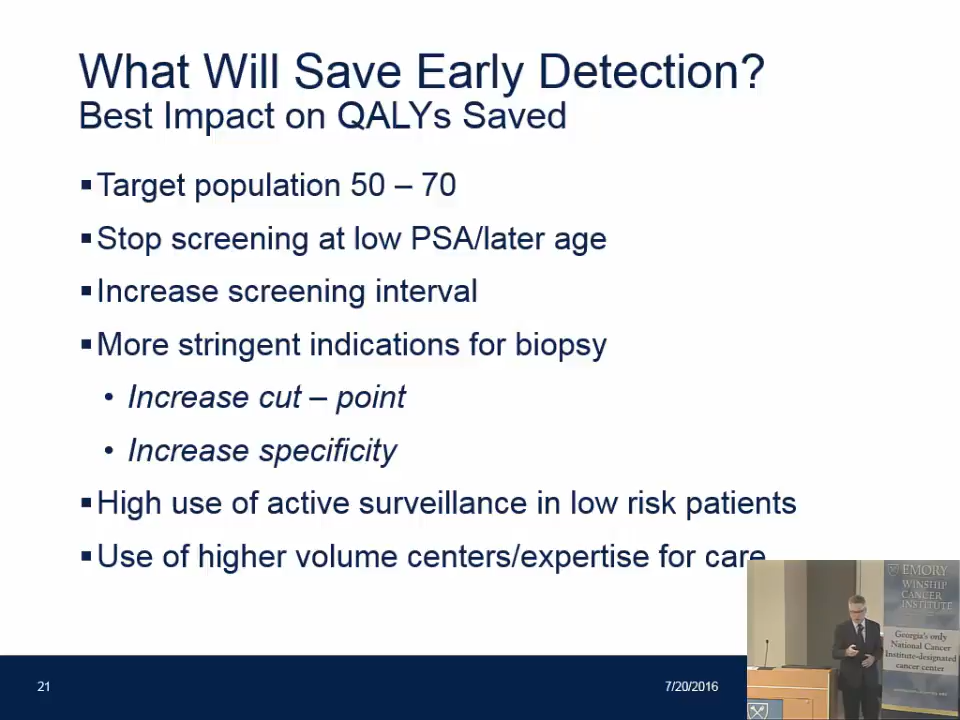 What Will Save Early Detection?
Best Impact on QALYs Saved
▪Target population 50 – 70
▪Stop screening at low PSA/later age
▪Increase screening interval
▪More stringent indications for biopsy
• Increase cut – point
• Increase specificity
▪High use of active surveillance in low risk patients
▪Use of higher volume centers/expertise for care
21
7/20/2016
EMORY
WINSHIP
CANCER
INSTITUTE
Georgia's only
National Cancer
Institute-designated
cancer center